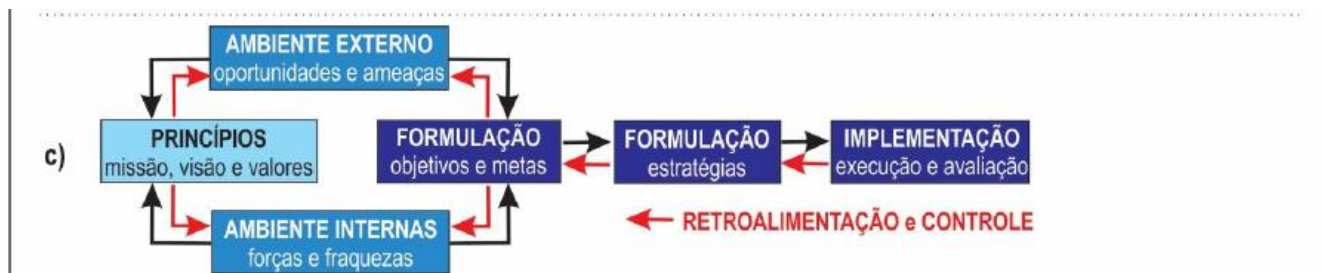 c)
AMBIENTE EXTERNO
oportunidades e ameaças
PRINCÍPIOS
missão, visão e valores
FORMULAÇÃO
objetivos e metas
FORMULAÇÃO
estratégias
IMPLEMENTAÇÃO
execução e avaliação
AMBIENTE INTERNAS
forças e fraquezas
RETROALIMENTAÇÃO e CONTROLE